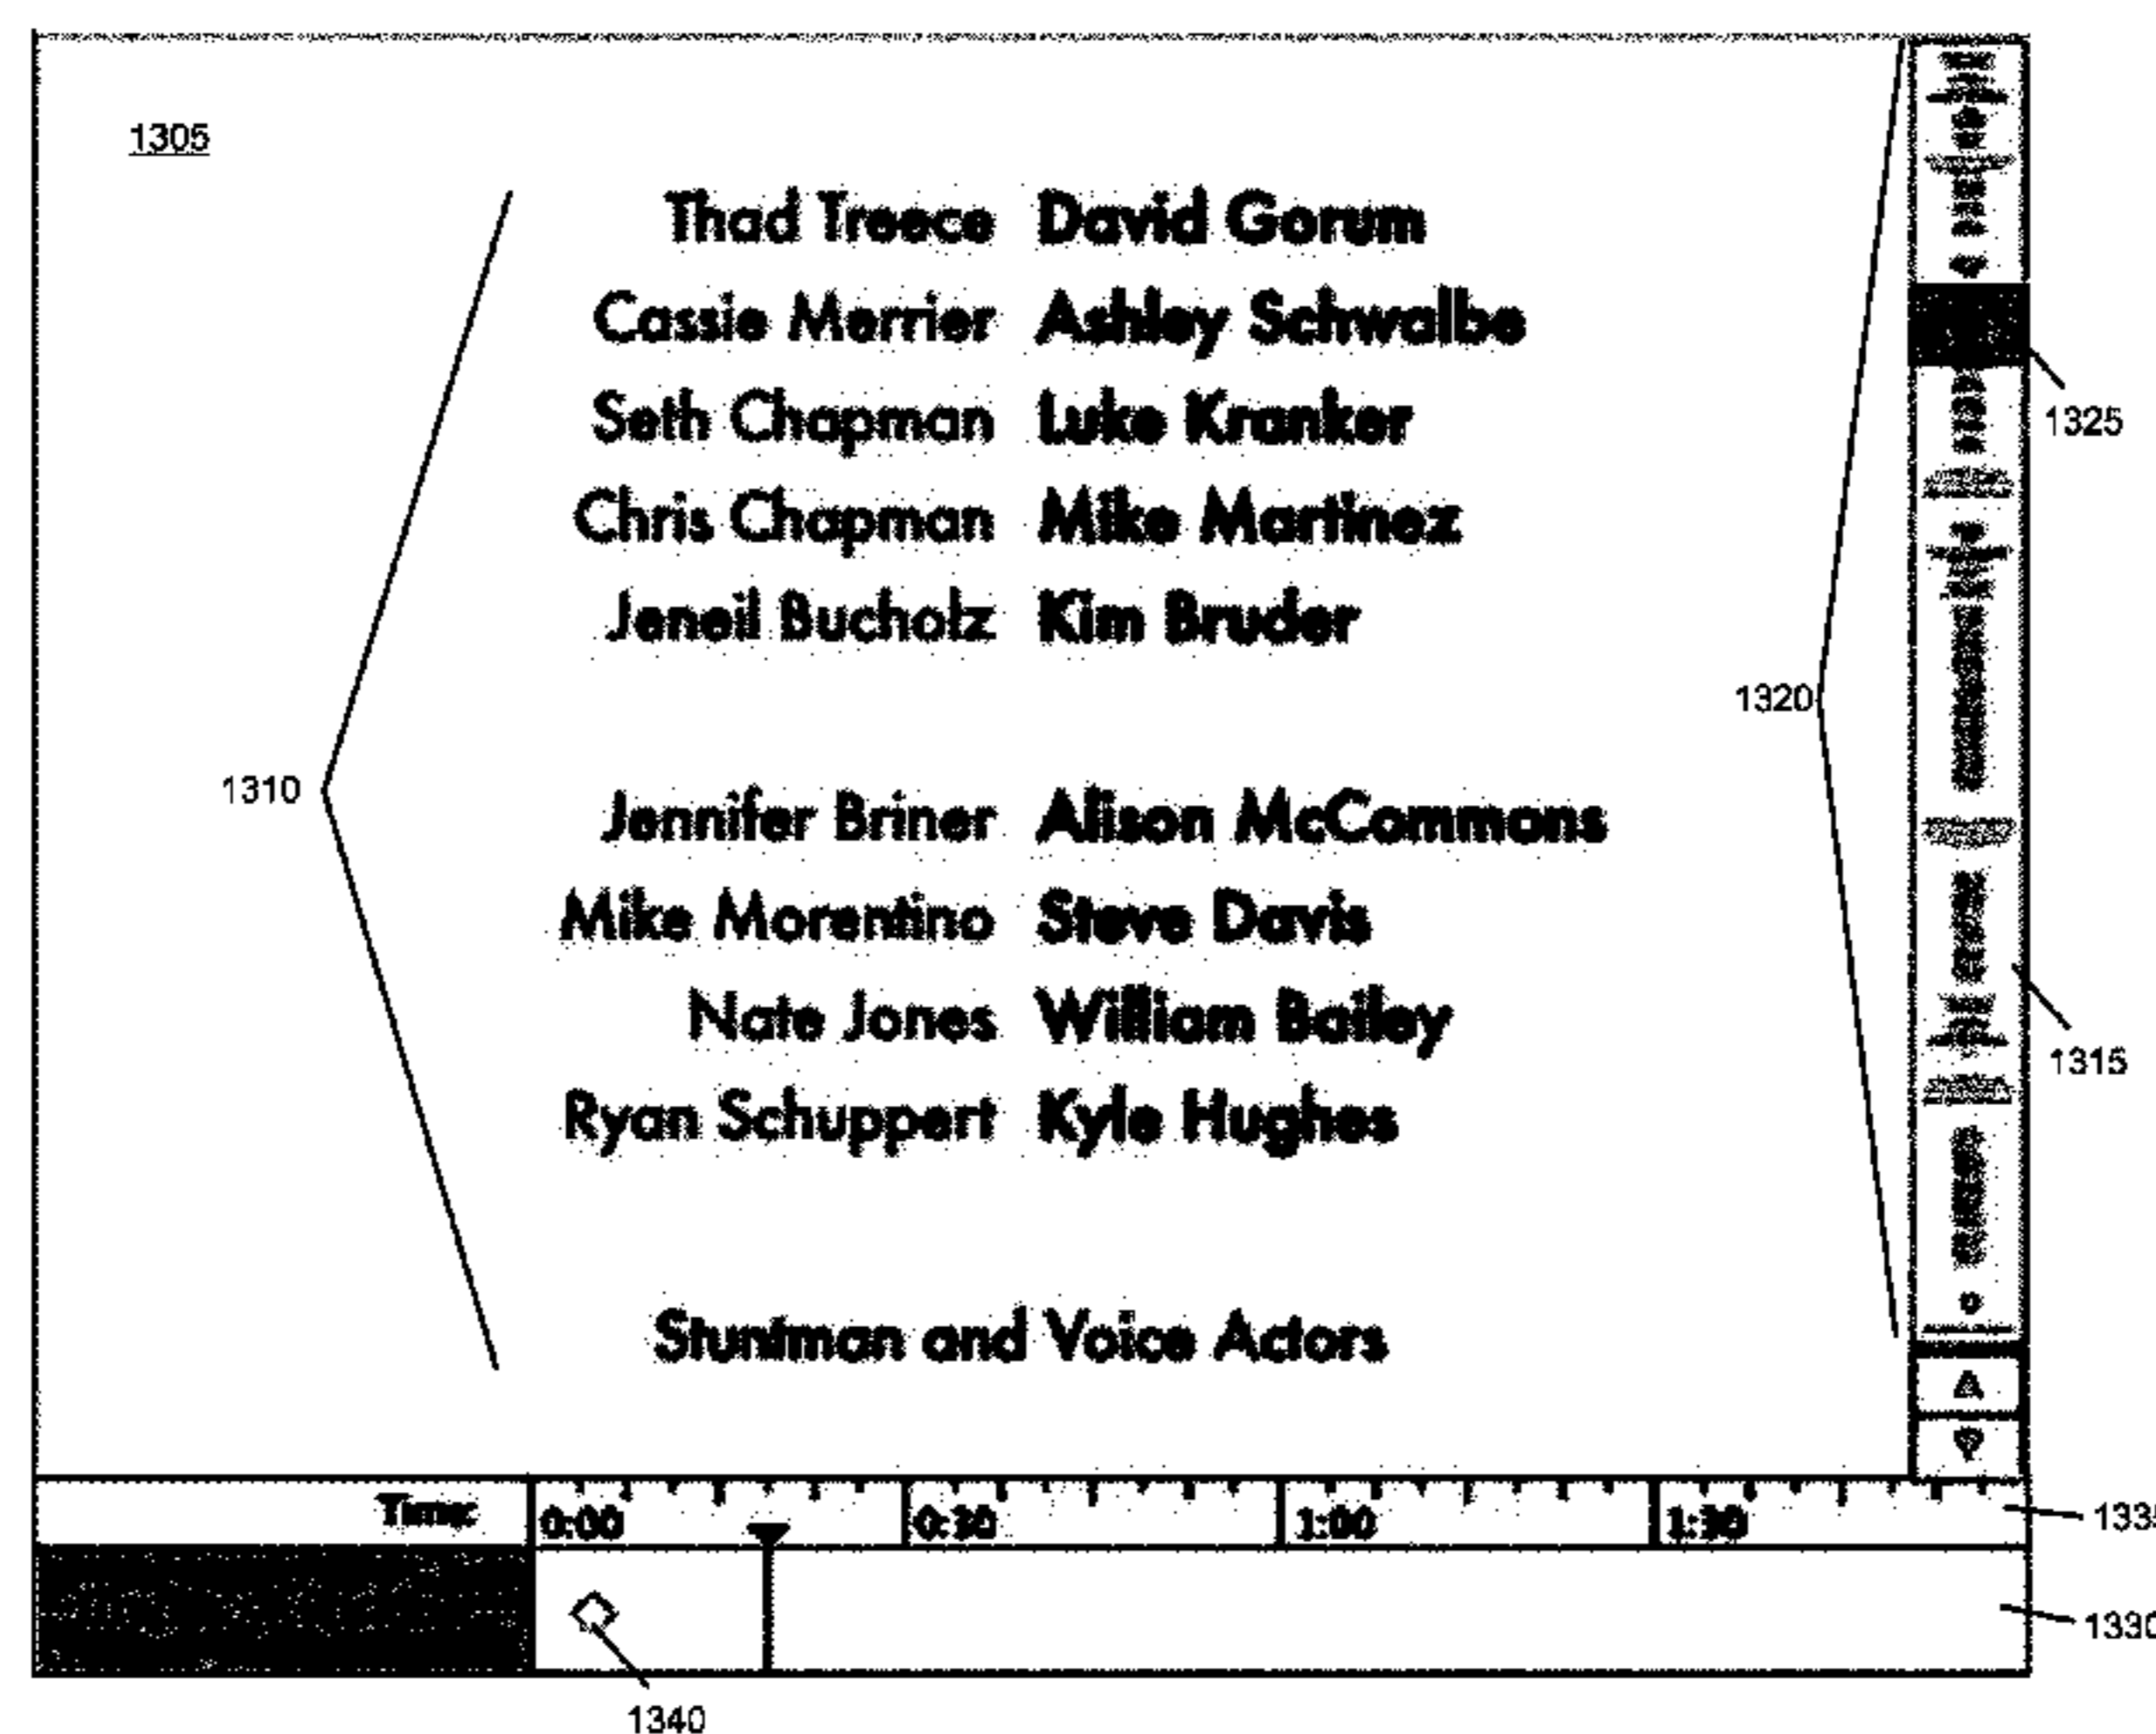 1305
Thad Treece David Gorum
Cassie Merrier Ashley Schwalbe
Seth Chapman Luke Kranker
1325
Chris Chapman Mike Martinez
Jeneil Bucholz Kim Bruder
1320
1310
Jennifer Briner Alison McCommons
Mike Morentino Steve Davis
Nate Jones William Bailey
1315
Ryan Schuppert Kyle Hughes
Stuntman and Voice Actors
Time: 0:00 0:30 1:00 1:30
1335
1330
1340